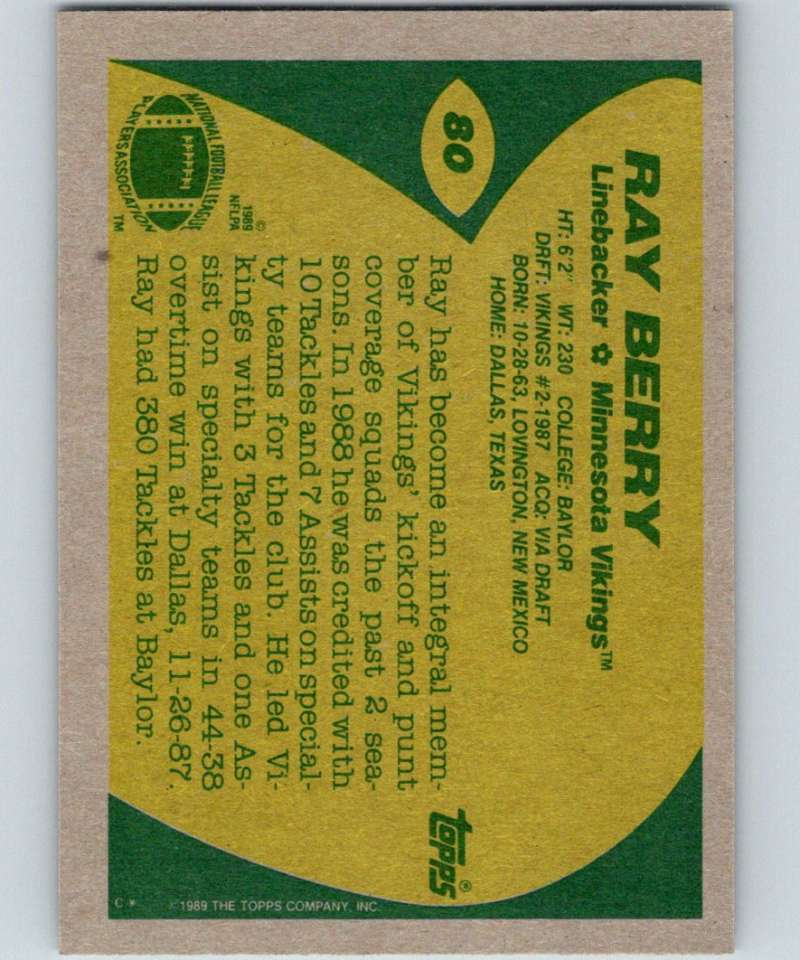 80
RAY BERRY
Linebacker ✿ Minnesota Vikings™
HT: 6'2" WT: 230 COLLEGE: BAYLOR
DRFT: VIKINGS #2-1987 ACQ: VIA DRAFT
BORN: 10-28-63, LOVINGTON, NEW MEXICO
HOME: DALLAS, TEXAS
Ray has become an integral mem-
ber of Vikings' kickoff and punt
coverage squads the past 2 sea-
sons. In 1988 he was credited with
10 Tackles and 7 Assists on special-
ty teams for the club. He led Vi-
kings with 3 Tackles and one As-
sist on specialty teams in 44-38
overtime win at Dallas, 11-26-87.
Ray had 380 Tackles at Baylor.
NATIONAL FOOTBALL LEAGUE
PLAYERS ASSOCIATION
™
©
1989
NFLPA
topps®
C *
©1989 THE TOPPS COMPANY, INC.